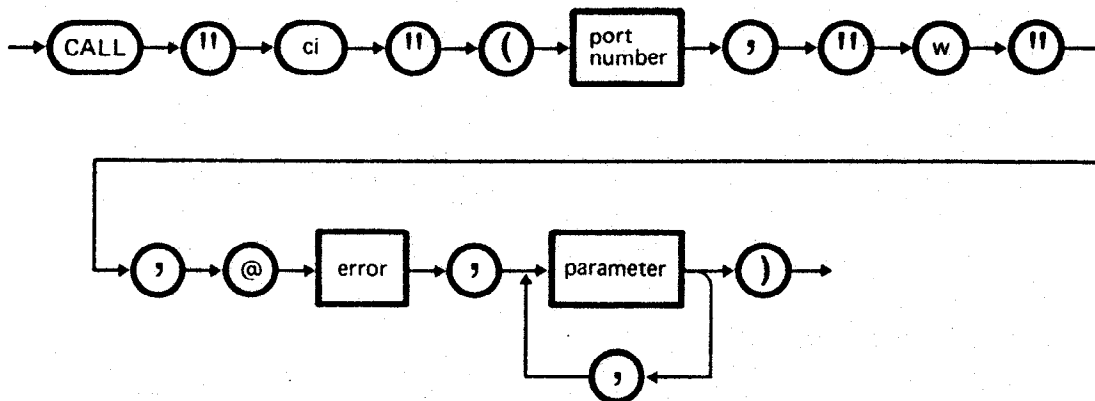 CALL " ci " ( port number , " w "
, @ error , parameter )
,